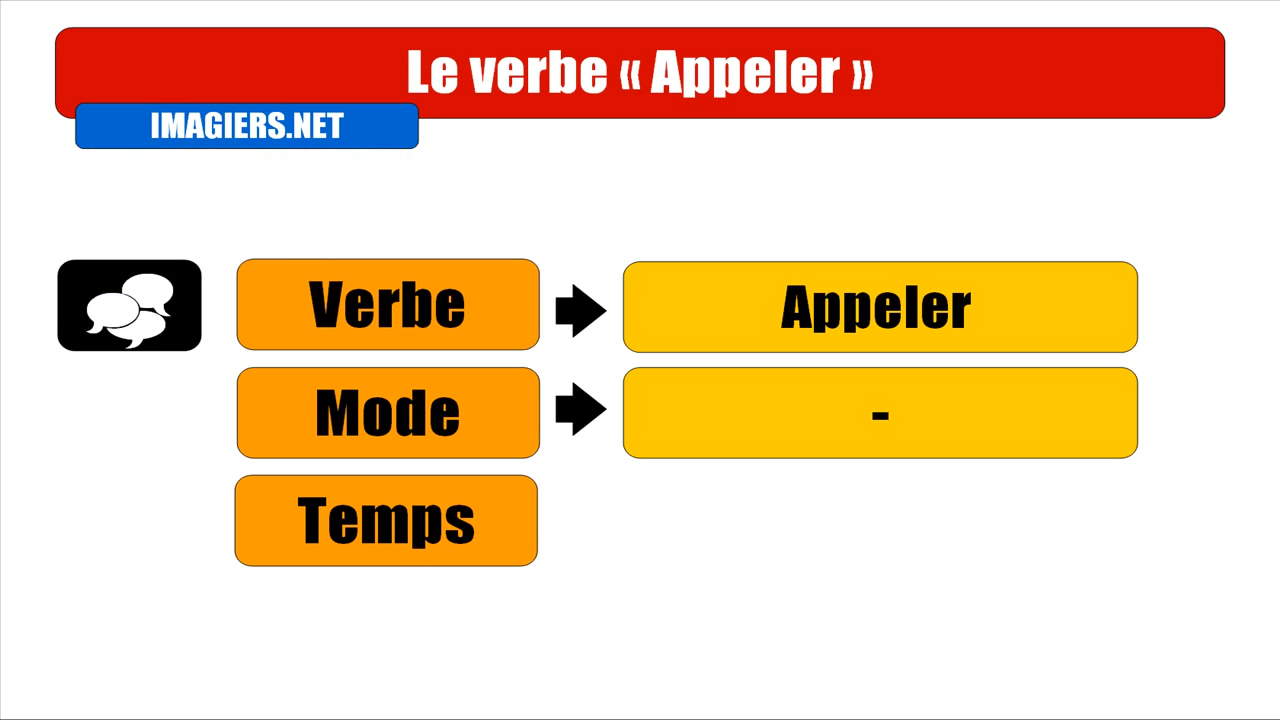 Le verbe « Appeler »
IMAGIERS.NET
Verbe
Appeler
Mode
-
Temps